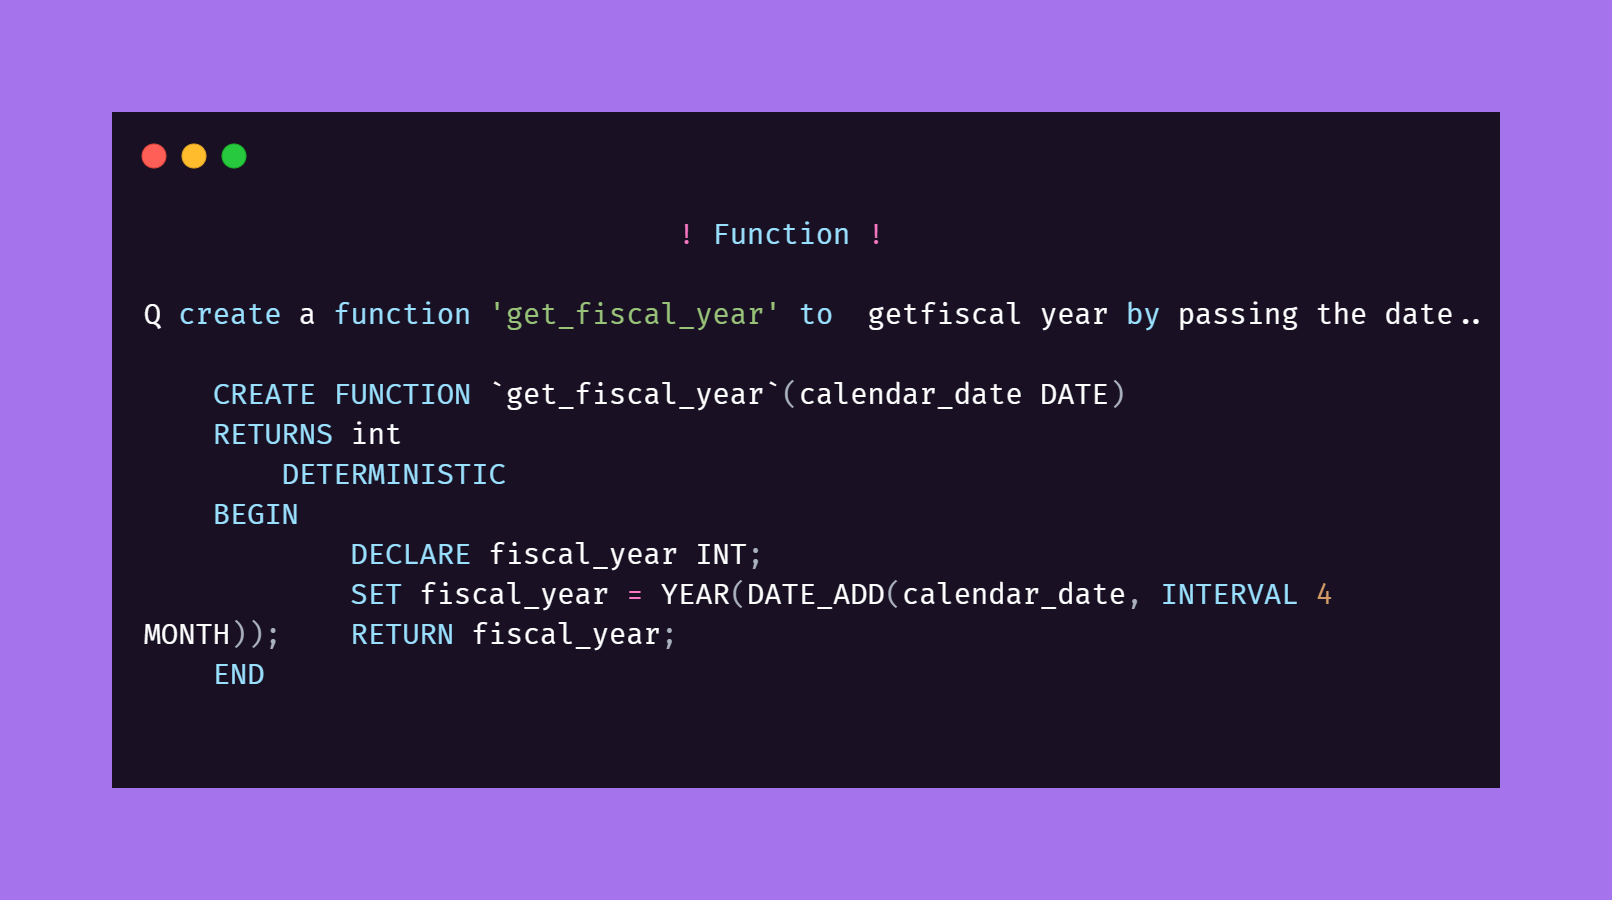 ! Function !
Q create a function 'get_fiscal_year' to  getfiscal year by passing the date..
CREATE FUNCTION `get_fiscal_year`(calendar_date DATE)
RETURNS int
DETERMINISTIC
BEGIN
DECLARE fiscal_year INT;
SET fiscal_year = YEAR(DATE_ADD(calendar_date, INTERVAL 4
MONTH));    RETURN fiscal_year;
END